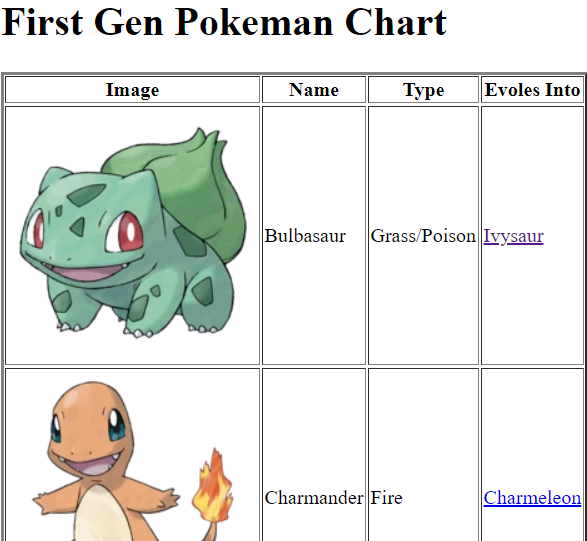 First Gen Pokeman Chart
Image Name Type Evoles Into
Bulbasaur Grass/Poison Ivysaur
Charmander Fire Charmeleon